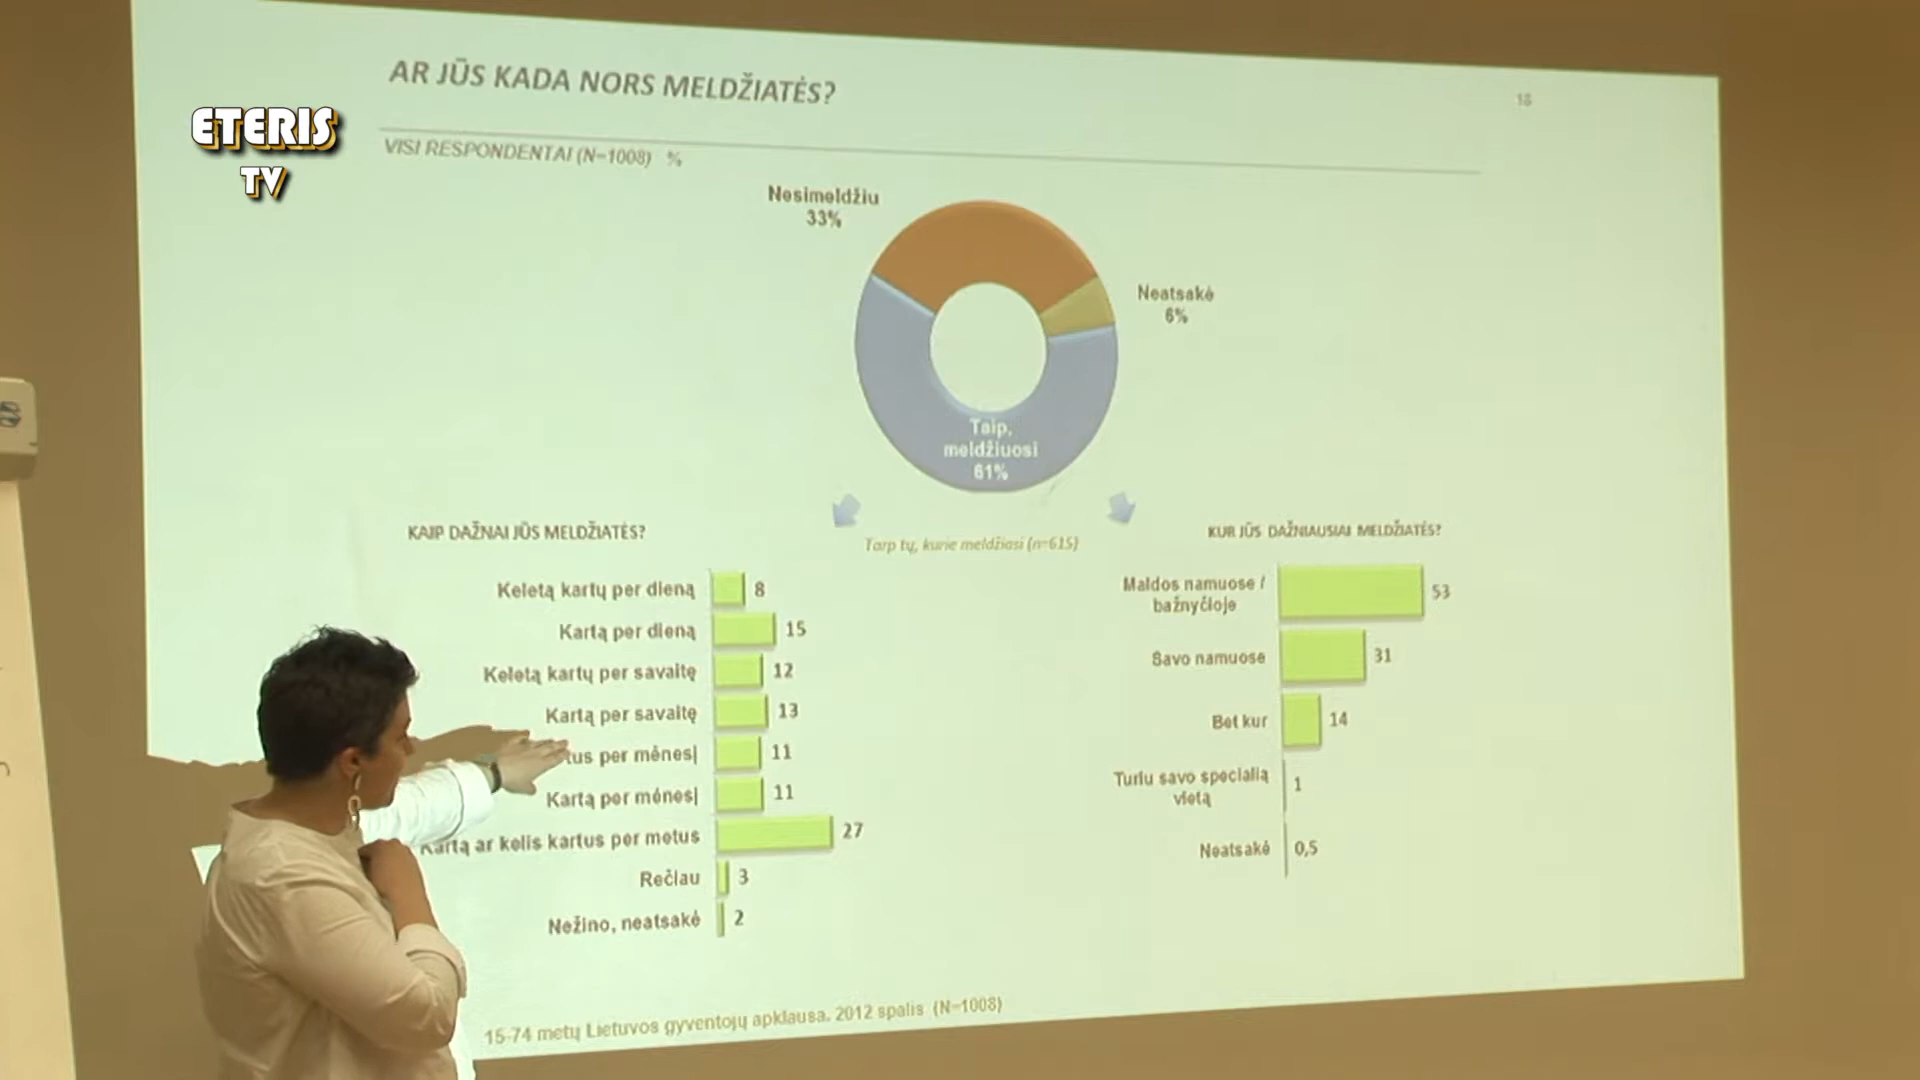 AR JŪS KADA NORS MELDŽIATĖS?
18
ETERIS
TV
VISI RESPONDENTAI (N=1008) %
Nesimeldžiu
33%
Neatsakė
6%
Taip,
meldžiuosi
61%
KAIP DAŽNAI JŪS MELDŽIATĖS?
Tarp tų, kurie meldžiasi (n=615)
KUR JŪS DAŽNIAUSIAI MELDŽIATĖS?
Keletą kartų per dieną 8
Kartą per dieną 15
Keletą kartų per savaitę 12
Kartą per savaitę 13
tus per mėnesį 11
Kartą per mėnesį 11
Kartą ar kelis kartus per metus 27
Rečiau 3
Nežino, neatsakė 2
Maldos namuose /
bažnyčioje 53
Savo namuose 31
Bet kur 14
Turiu savo specialią
vietą 1
Neatsakė 0,5
15-74 metų Lietuvos gyventojų apklausa. 2012 spalis (N=1008)